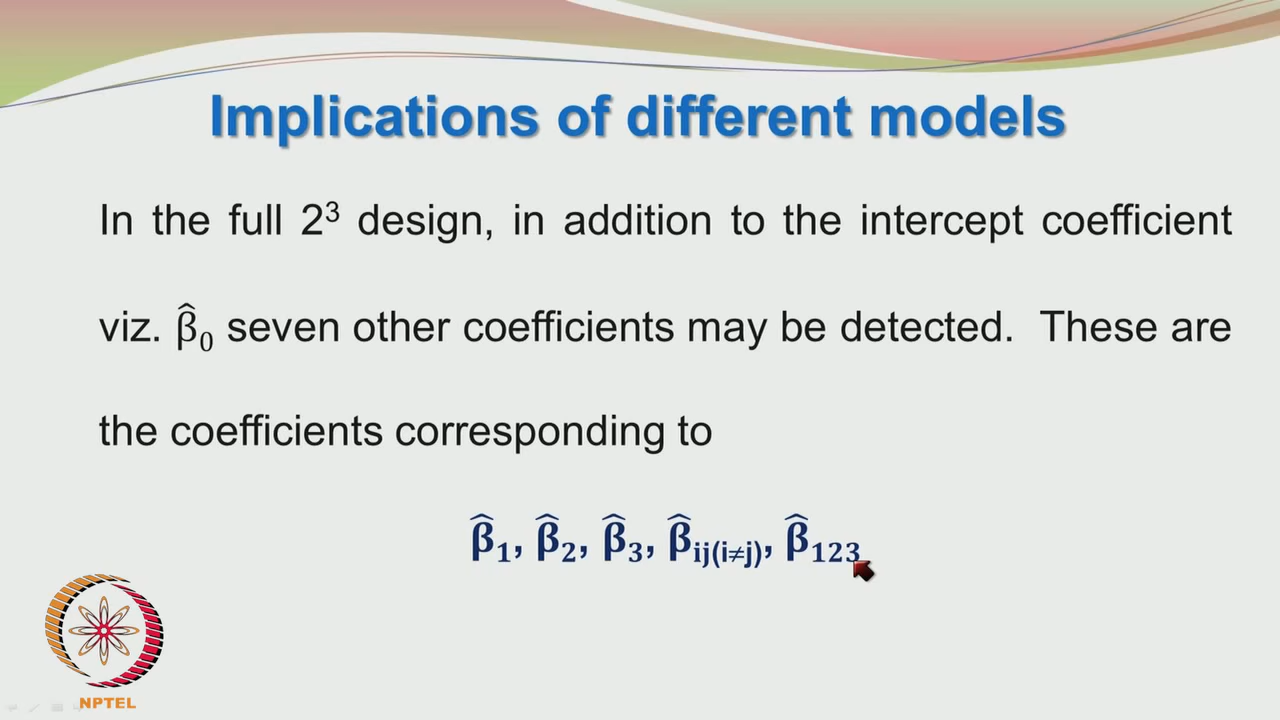 Implications of different models
In the full 2³ design, in addition to the intercept coefficient
viz. β̂₀ seven other coefficients may be detected. These are
the coefficients corresponding to
β̂₁, β̂₂, β̂₃, β̂ᵢⱼ₍ᵢ≠ⱼ₎, β̂₁₂₃
NPTEL